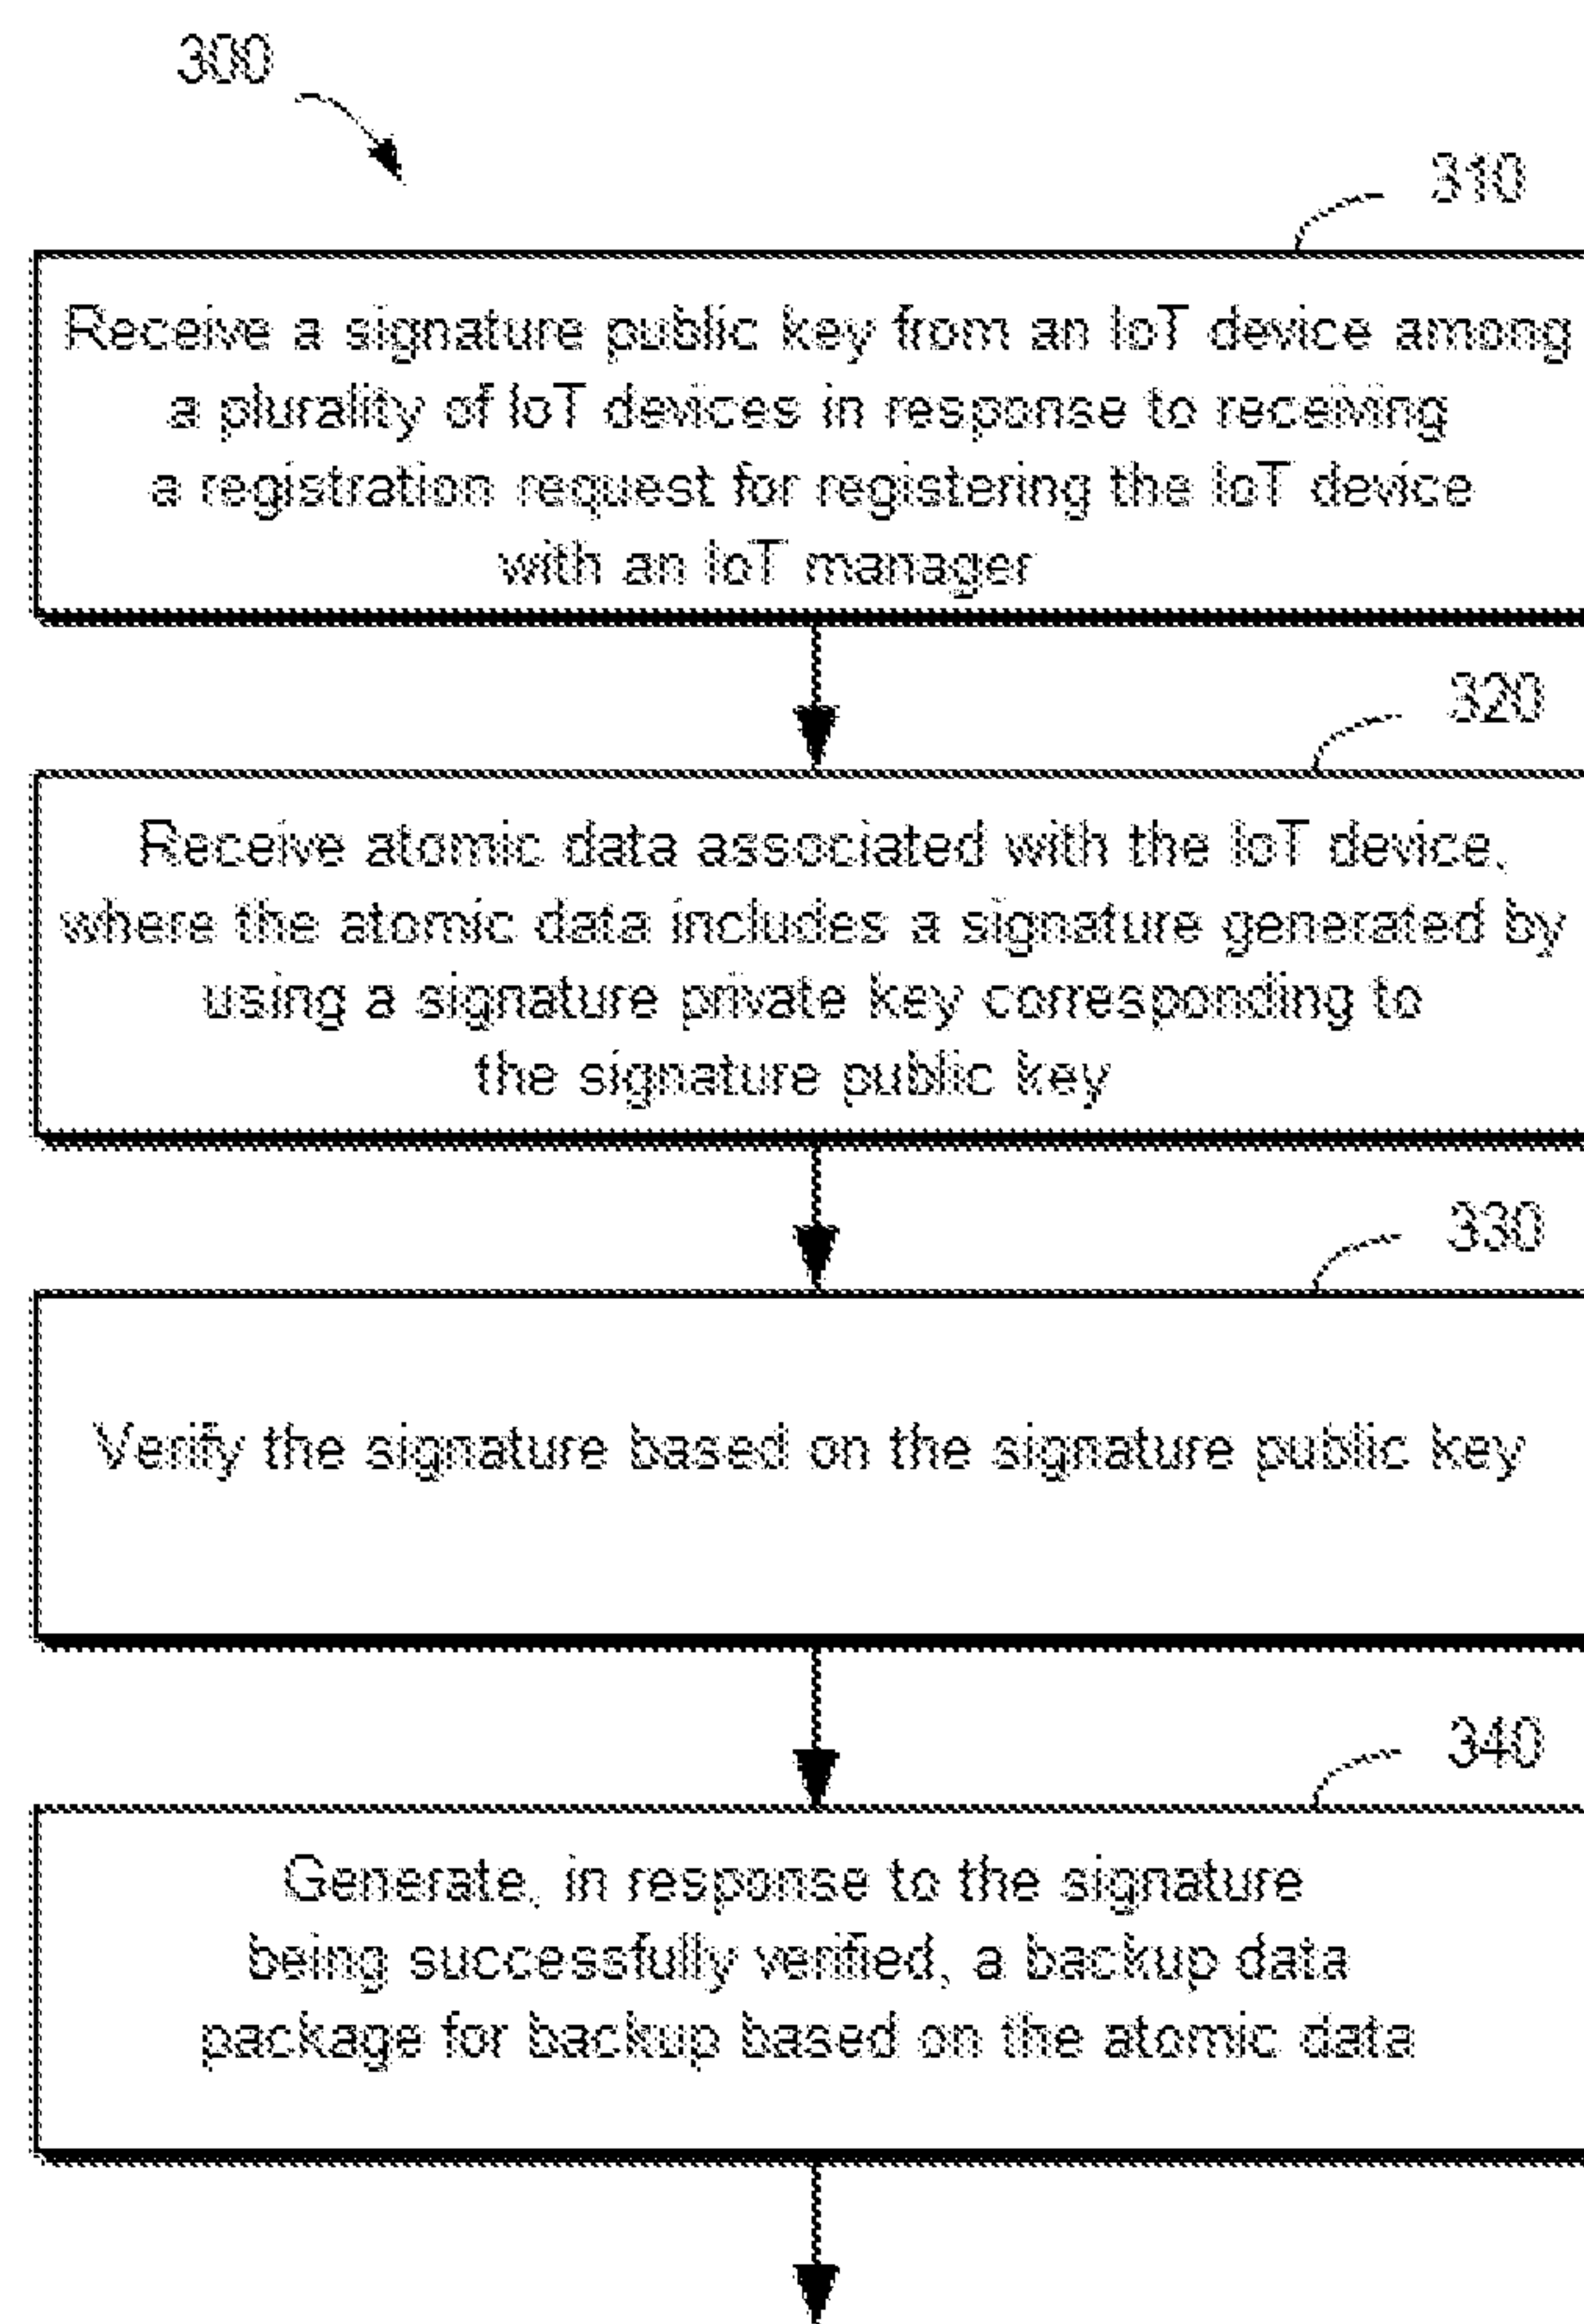 300
310
Receive a signature public key from an IoT device among
a plurality of IoT devices in response to receiving
a registration request for registering the IoT device
with an IoT manager
320
Receive atomic data associated with the IoT device,
where the atomic data includes a signature generated by
using a signature private key corresponding to
the signature public key
330
Verify the signature based on the signature public key
340
Generate, in response to the signature
being successfully verified, a backup data
package for backup based on the atomic data